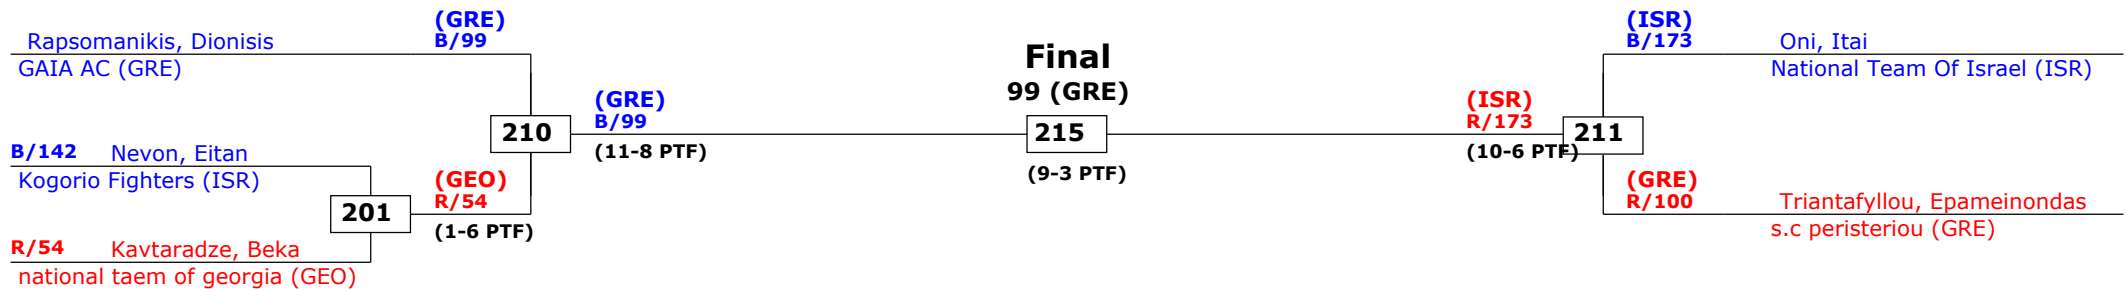 (GRE)
B/99
Rapsomanikis, Dionisis
GAIA AC (GRE)
210
(GRE)
B/99
(11-8 PTF)
B/142 Nevon, Eitan
Kogorio Fighters (ISR)
201
(GEO)
R/54
(1-6 PTF)
R/54 Kavtaradze, Beka
national taem of georgia (GEO)
Final
99 (GRE)
215
(9-3 PTF)
(ISR)
R/173
(10-6 PTF)
211
(ISR)
B/173
Oni, Itai
National Team Of Israel (ISR)
(GRE)
R/100
Triantafyllou, Epameinondas
s.c peristeriou (GRE)